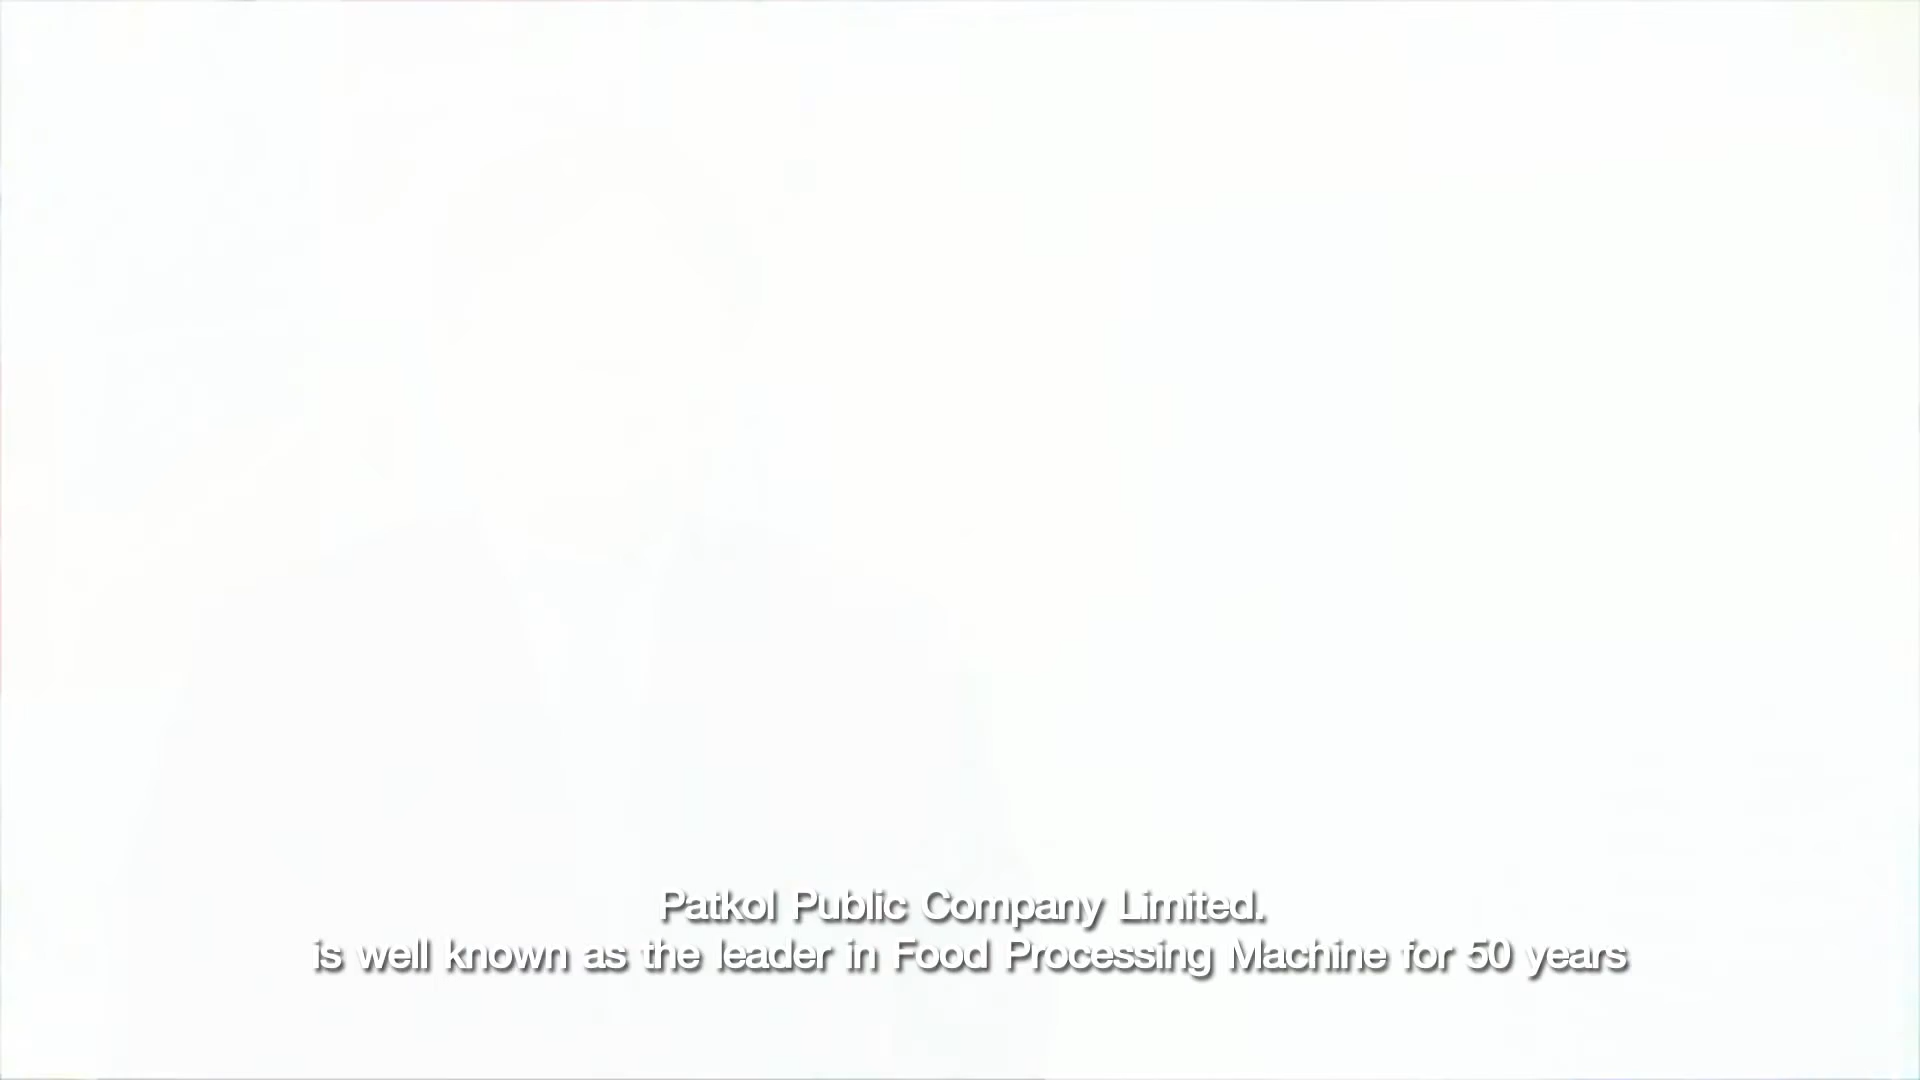 Patkol Public Company Limited.
is well known as the leader in Food Processing Machine for 50 years